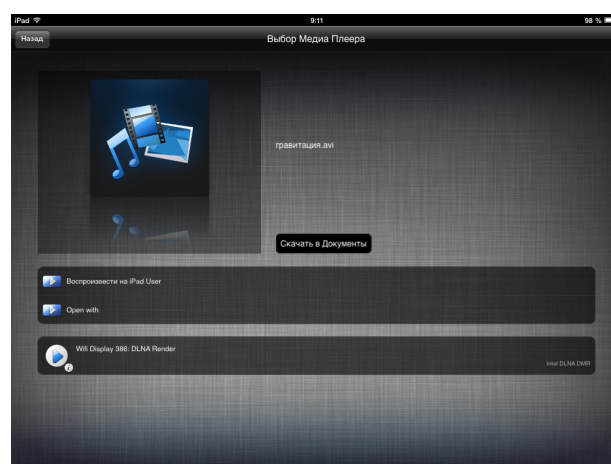 iPad 9:11 98 %
Назад Выбор Медиа Плеера
гравитация.avi
Скачать в Документы
Воспроизвести на iPad User
Open with
Wifi Display 386: DLNA Render
Intel DLNA DMR